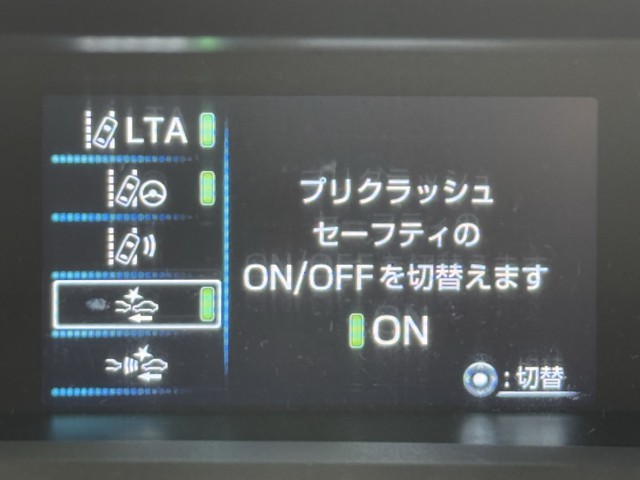 LTA
プリクラッシュ
セーフティの
ON/OFFを切替えます
ON
:切替